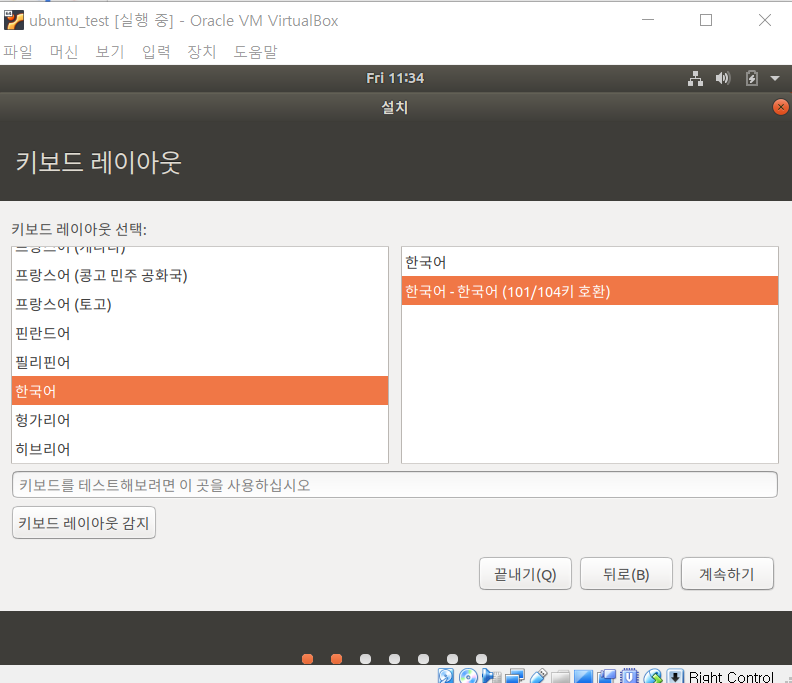 ubuntu_test [실행 중] - Oracle VM VirtualBox
파일 머신 보기 입력 장치 도움말
Fri 11:34
설치
키보드 레이아웃
키보드 레이아웃 선택:
프랑스어 (캐나다)
프랑스어 (콩고 민주 공화국)
프랑스어 (토고)
핀란드어
필리핀어
한국어
헝가리어
히브리어
한국어
한국어 - 한국어 (101/104키 호환)
키보드를 테스트해보려면 이 곳을 사용하십시오
키보드 레이아웃 감지
끝내기(Q) 뒤로(B) 계속하기
Right Control